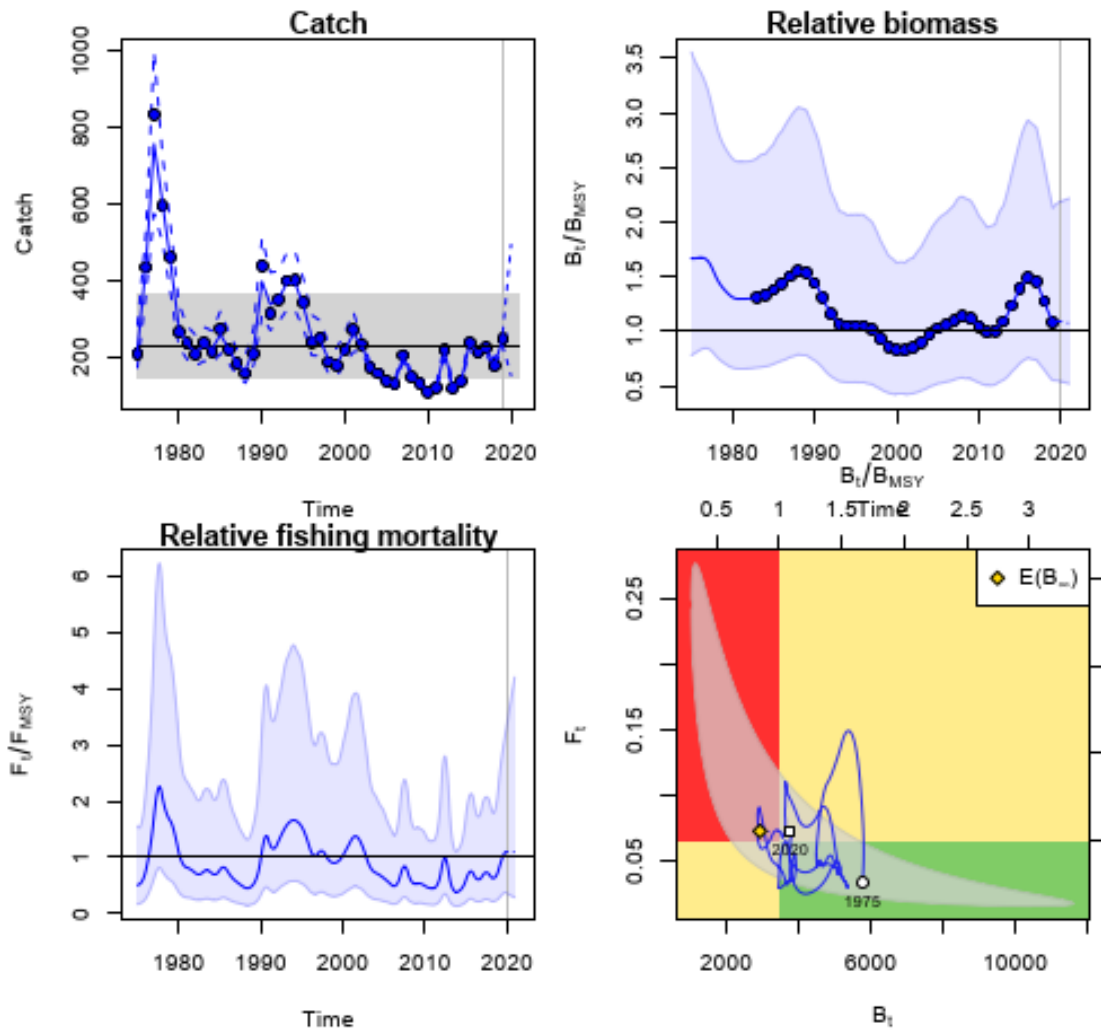 Catch
Relative biomass
Catch
200 400 600 800 1000
1980 1990 2000 2010 2020
Time
Bₜ/B_MSY
0.5 1.0 1.5 2.0 2.5 3.0 3.5
1980 1990 2000 2010 2020
Time
Relative fishing mortality
Fₜ/F_MSY
0 1 2 3 4 5 6
1980 1990 2000 2010 2020
Time
Bₜ/B_MSY
0.5 1 1.5 2 2.5 3
E(B∞)
Fₜ
0.05 0.15 0.25
2020
1975
2000 6000 10000
Bₜ